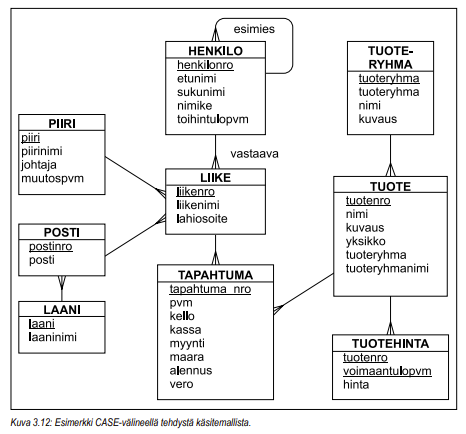 esimies
HENKILO
henkilonro
etunimi
sukunimi
nimike
toihintulopvm
TUOTE-
RYHMA
tuoteryhma
tuoteryhma
nimi
kuvaus
PIIRI
piiri
piirinimi
johtaja
muutospvm
vastaava
LIIKE
liikenro
liikenimi
lahiosoite
TUOTE
tuotenro
nimi
kuvaus
yksikko
tuoteryhma
tuoteryhmanimi
POSTI
postinro
posti
TAPAHTUMA
tapahtuma_nro
pvm
kello
kassa
myynti
maara
alennus
vero
LAANI
laani
laaninimi
TUOTEHINTA
tuotenro
voimaantulopvm
hinta
Kuva 3.12: Esimerkki CASE-välineellä tehdystä käsitemallista.